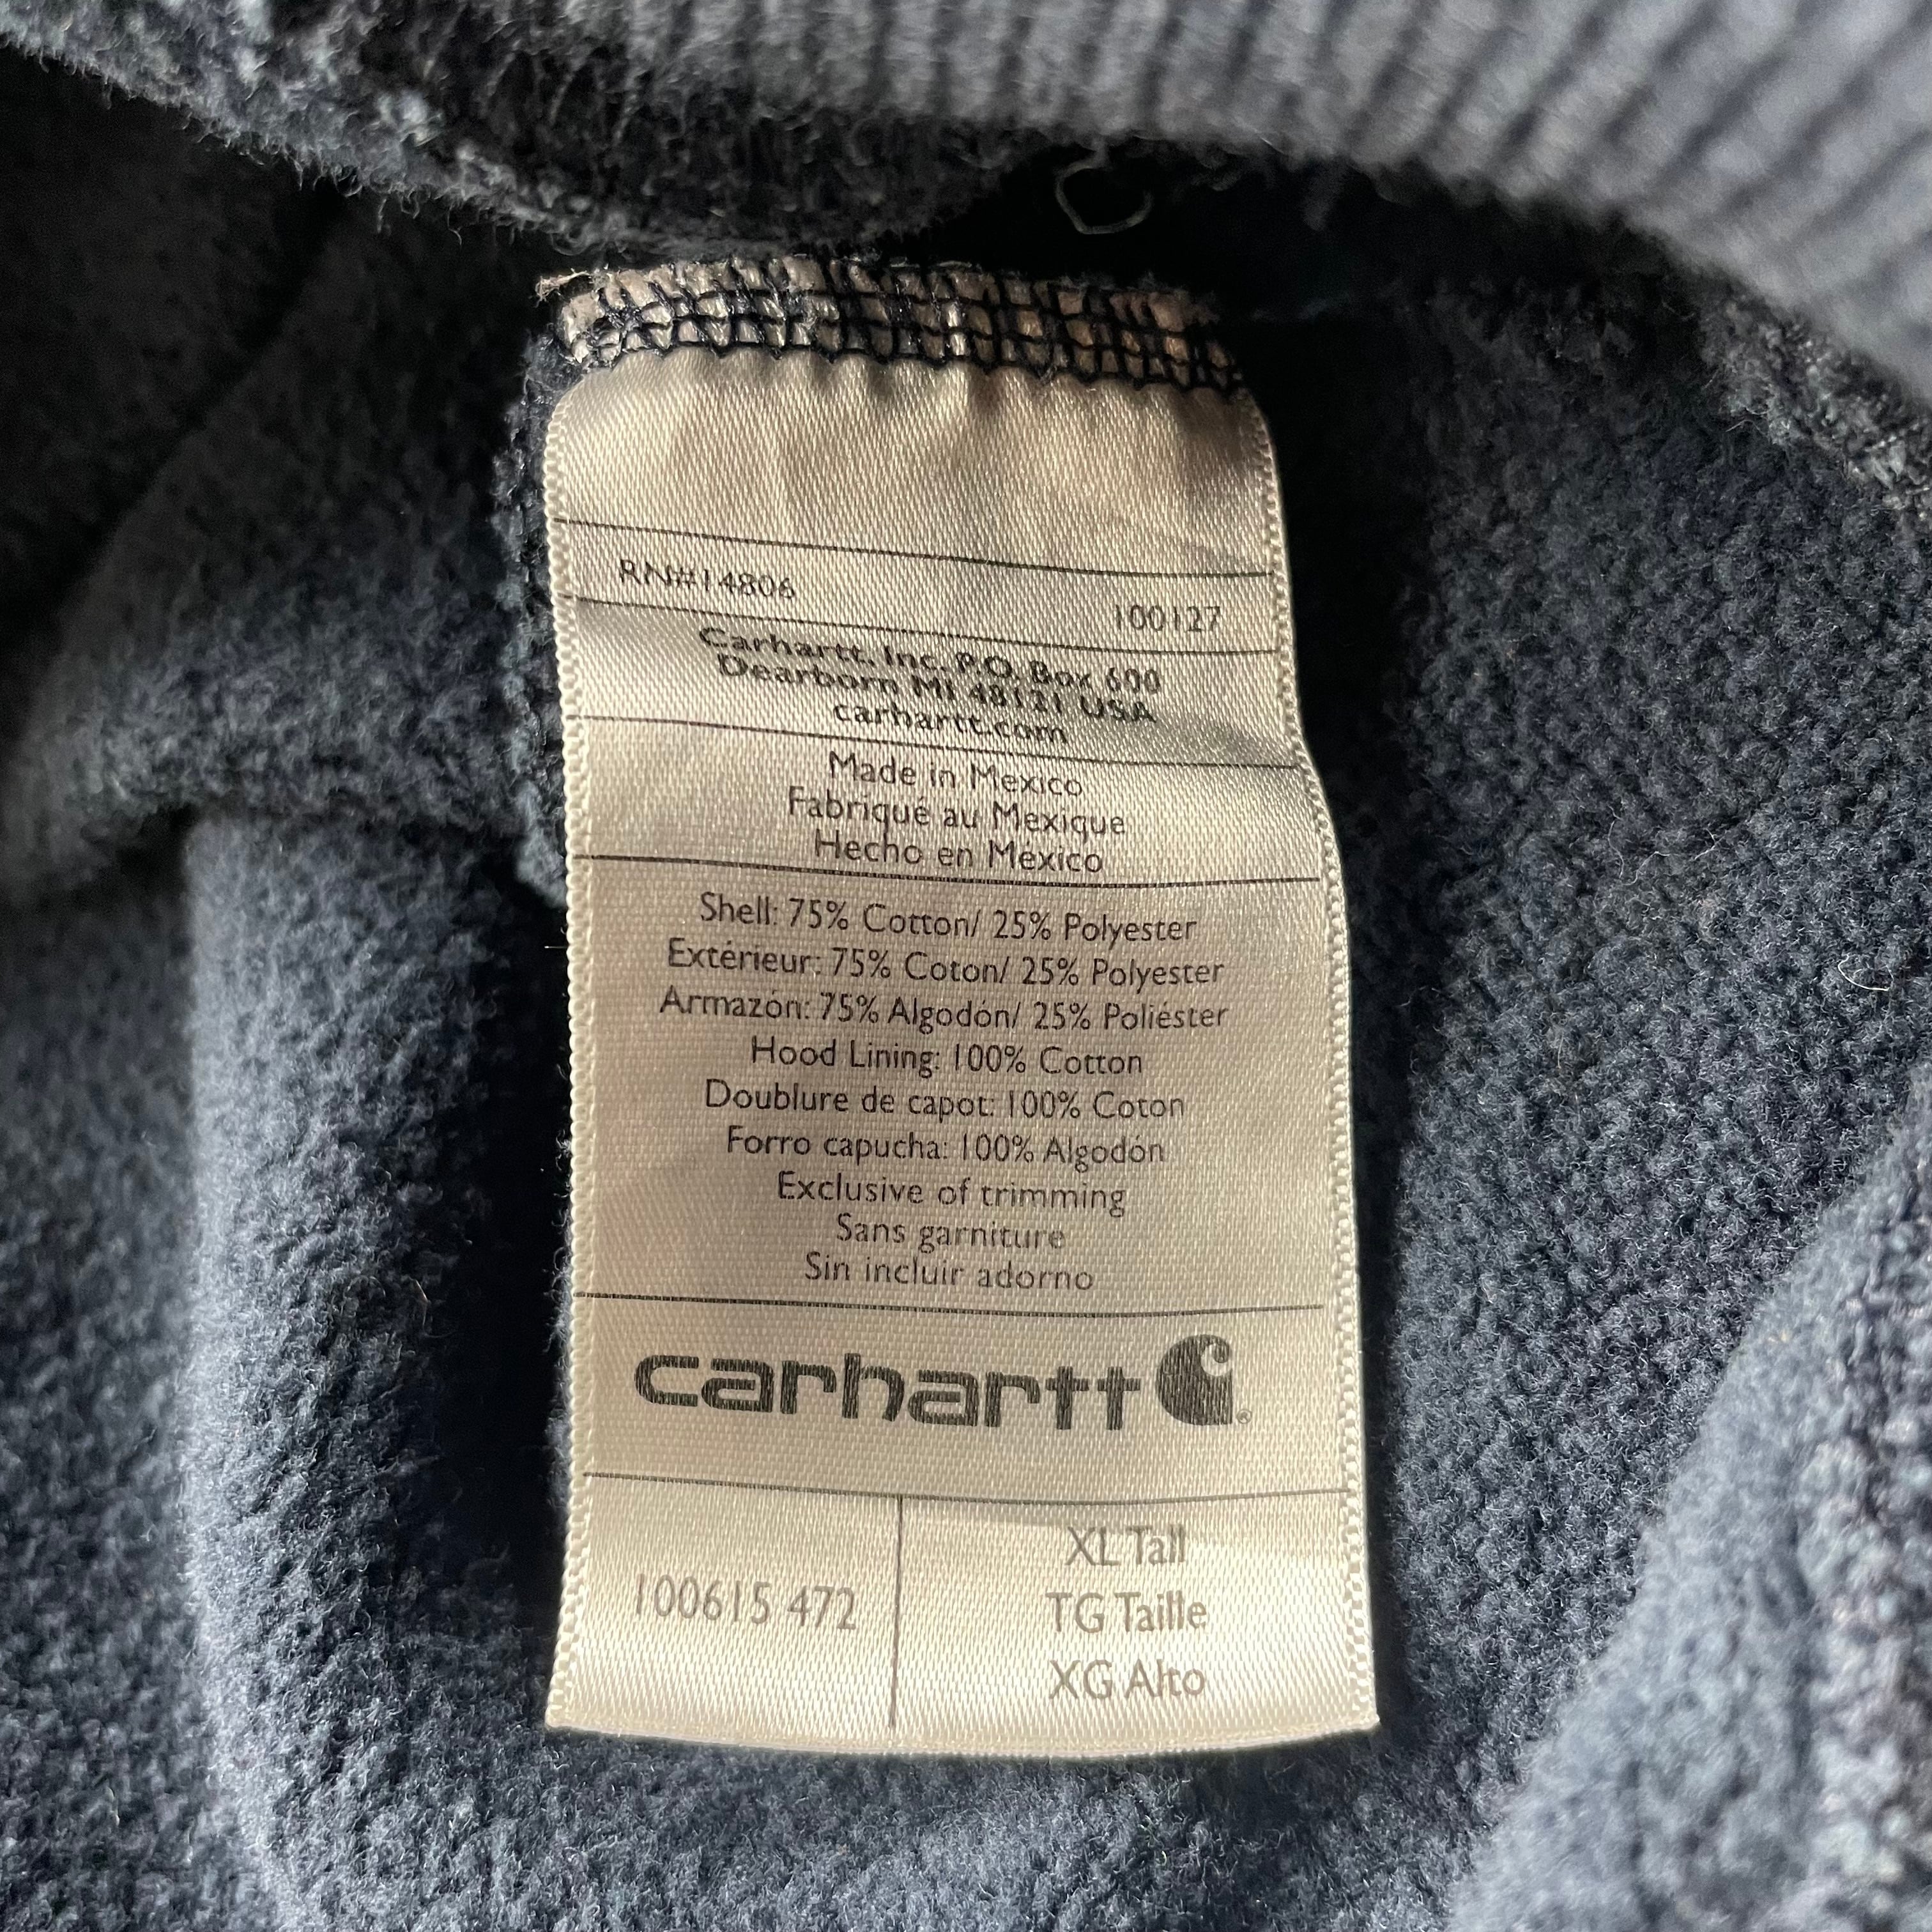 RN#14806
100127
Carhartt, Inc. P.O. Box 600
Dearborn MI 48121 USA
carhartt.com
Made in Mexico
Fabriqué au Mexique
Hecho en México
Shell: 75% Cotton/ 25% Polyester
Extérieur: 75% Coton/ 25% Polyester
Armazón: 75% Algodón/ 25% Poliéster
Hood Lining: 100% Cotton
Doublure de capot: 100% Coton
Forro capucha: 100% Algodón
Exclusive of trimming
Sans garniture
Sin incluir adorno
carhartt ®
100615 472
XL Tall
TG Taille
XG Alto